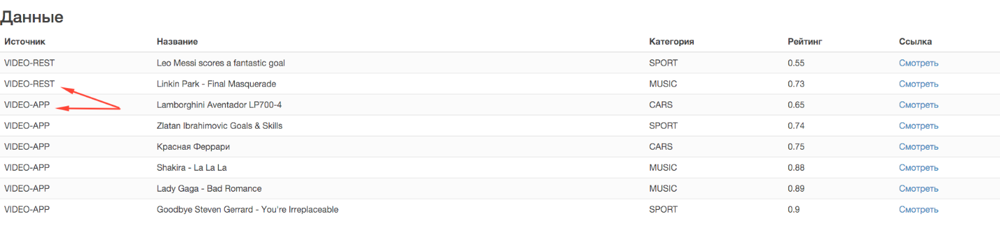 Данные
Источник Название Категория Рейтинг Ссылка
VIDEO-REST Leo Messi scores a fantastic goal SPORT 0.55 Смотреть
VIDEO-REST Linkin Park - Final Masquerade MUSIC 0.73 Смотреть
VIDEO-APP Lamborghini Aventador LP700-4 CARS 0.65 Смотреть
VIDEO-APP Zlatan Ibrahimovic Goals & Skills SPORT 0.74 Смотреть
VIDEO-APP Красная Феррари CARS 0.75 Смотреть
VIDEO-APP Shakira - La La La MUSIC 0.88 Смотреть
VIDEO-APP Lady Gaga - Bad Romance MUSIC 0.89 Смотреть
VIDEO-APP Goodbye Steven Gerrard - You're Irreplaceable SPORT 0.9 Смотреть